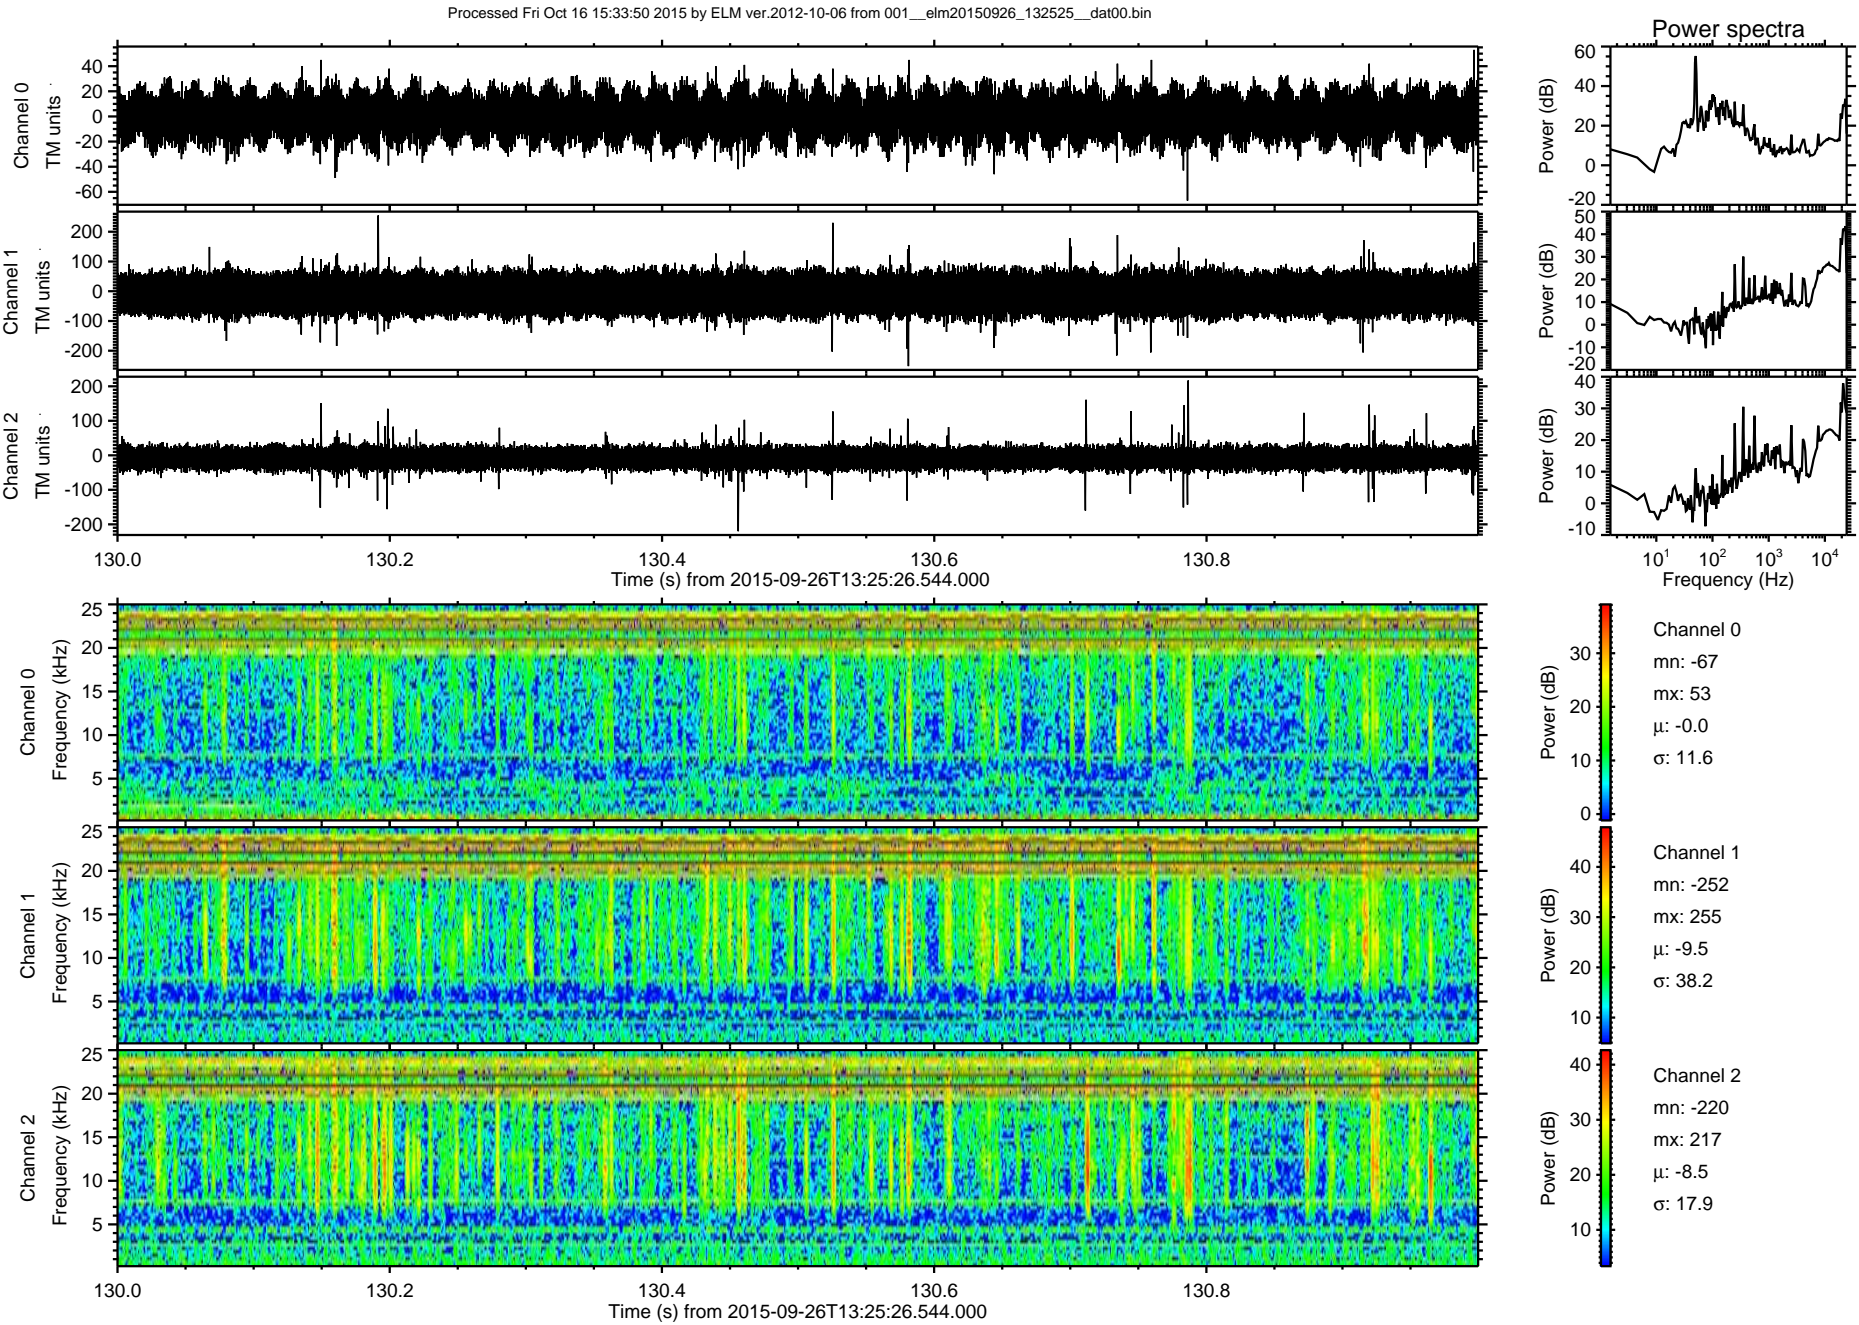 Processed Fri Oct 16 15:33:50 2015 by ELM ver.2012-10-06 from 001__elm20150926_132525__dat00.bin
Power spectra
Channel 0
TM units
40
20
0
-20
-40
-60
Power (dB)
60
40
20
0
-20
Channel 1
TM units
200
100
0
-100
-200
Power (dB)
50
40
30
20
10
0
-10
-20
Channel 2
TM units
200
100
0
-100
-200
Power (dB)
40
30
20
10
0
-10
130.0 130.2 130.4 130.6 130.8
Time (s) from 2015-09-26T13:25:26.544.000
10¹ 10² 10³ 10⁴
Frequency (Hz)
Channel 0
Frequency (kHz)
25
20
15
10
5
Power (dB)
30
20
10
0
Channel 0
mn: -67
mx: 53
μ: -0.0
σ: 11.6
Channel 1
Frequency (kHz)
25
20
15
10
5
Power (dB)
40
30
20
10
Channel 1
mn: -252
mx: 255
μ: -9.5
σ: 38.2
Channel 2
Frequency (kHz)
25
20
15
10
5
Power (dB)
40
30
20
10
Channel 2
mn: -220
mx: 217
μ: -8.5
σ: 17.9
130.0 130.2 130.4 130.6 130.8
Time (s) from 2015-09-26T13:25:26.544.000